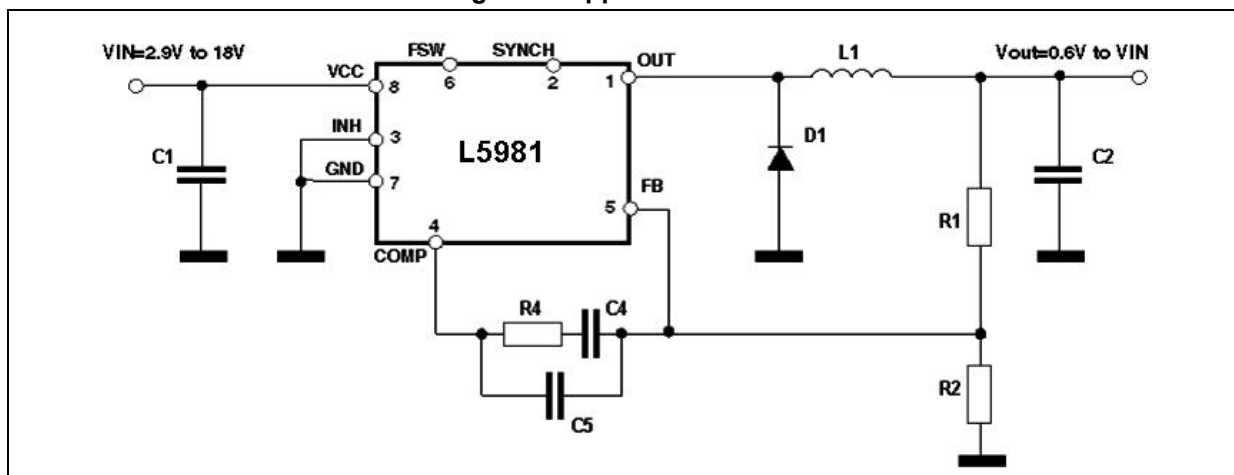 VIN=2.9V to 18V
FSW
SYNCH
VCC
OUT
L1
Vout=0.6V to VIN
8
6
2
1
INH
3
L5981
D1
C1
GND
7
FB
5
C2
4
COMP
R1
R4
C4
C5
R2